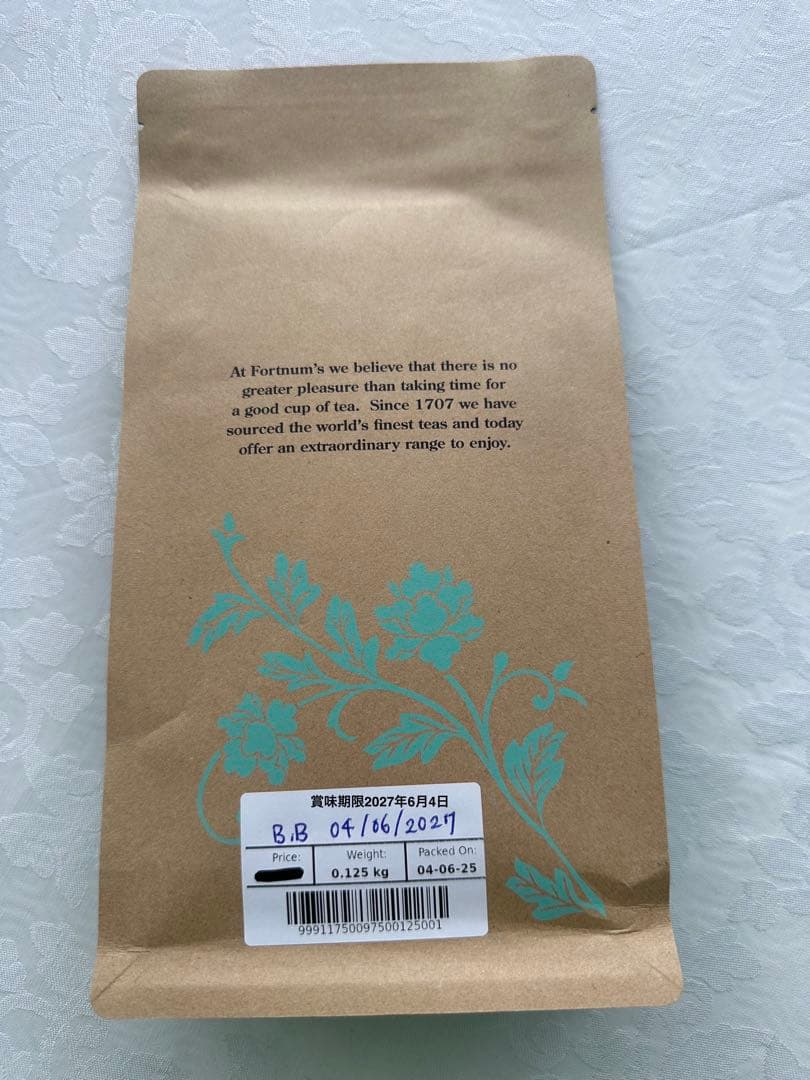 At Fortnum's we believe that there is no
greater pleasure than taking time for
a good cup of tea. Since 1707 we have
sourced the world's finest teas and today
offer an extraordinary range to enjoy.
賞味期限2027年6月4日
B.B 04/06/2027
Price: Weight: Packed On:
0.125 kg 04-06-25
99911750097500125001